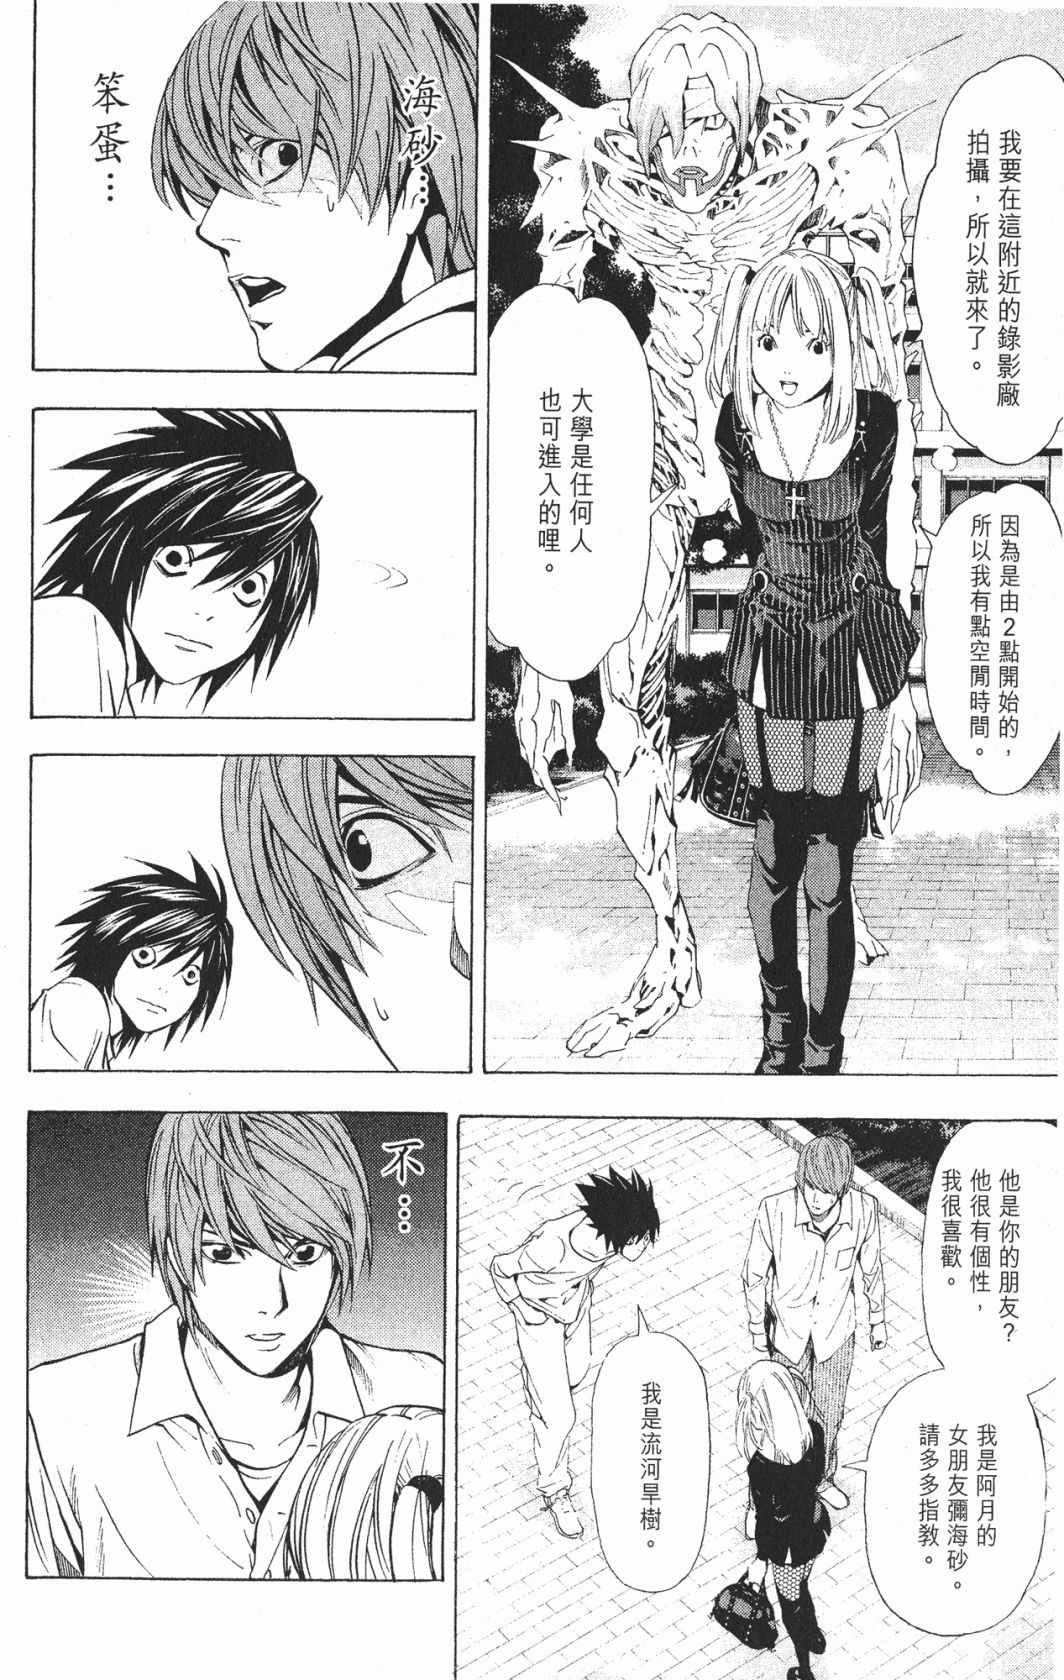 我要在這附近的錄影廠
拍攝，所以就來了。
因為是由2點開始的，
所以我有點空閒時間。
大學是任何人
也可進入的哩。
海砂…
笨蛋…
他是你的朋友？
他很有個性，
我很喜歡。
我是阿月的
女朋友彌海砂。
請多多指教。
我是流河旱樹。
不…